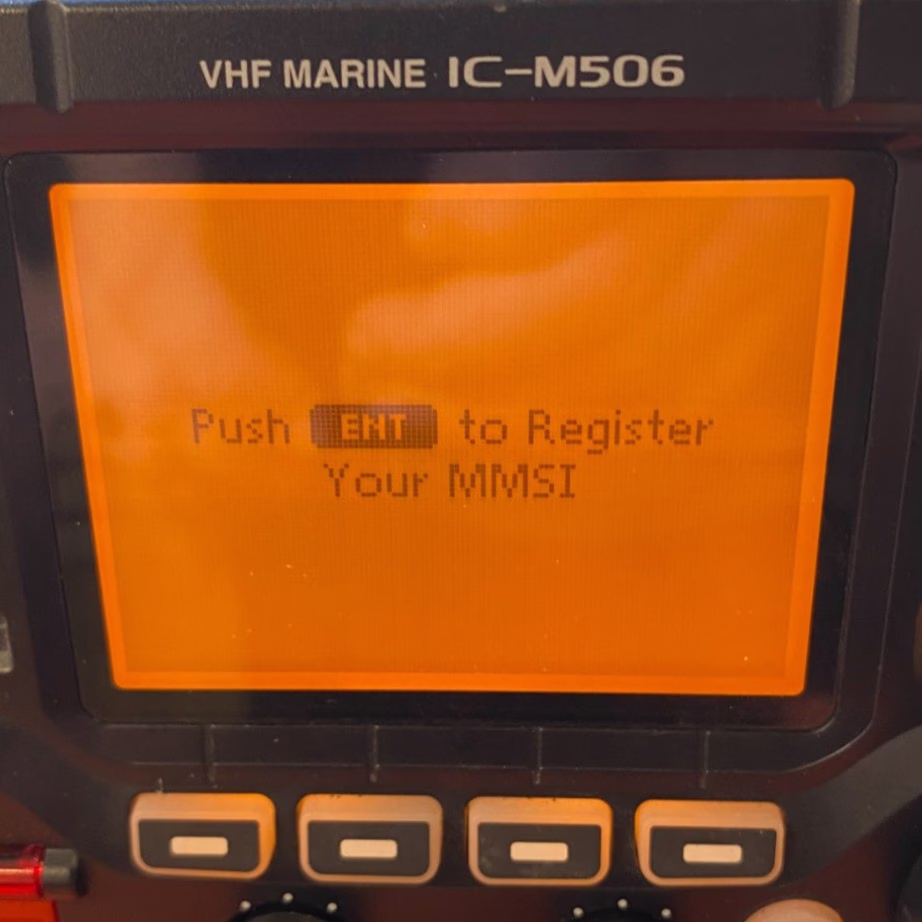 VHF MARINE IC-M506
Push ENT to Register
Your MMSI